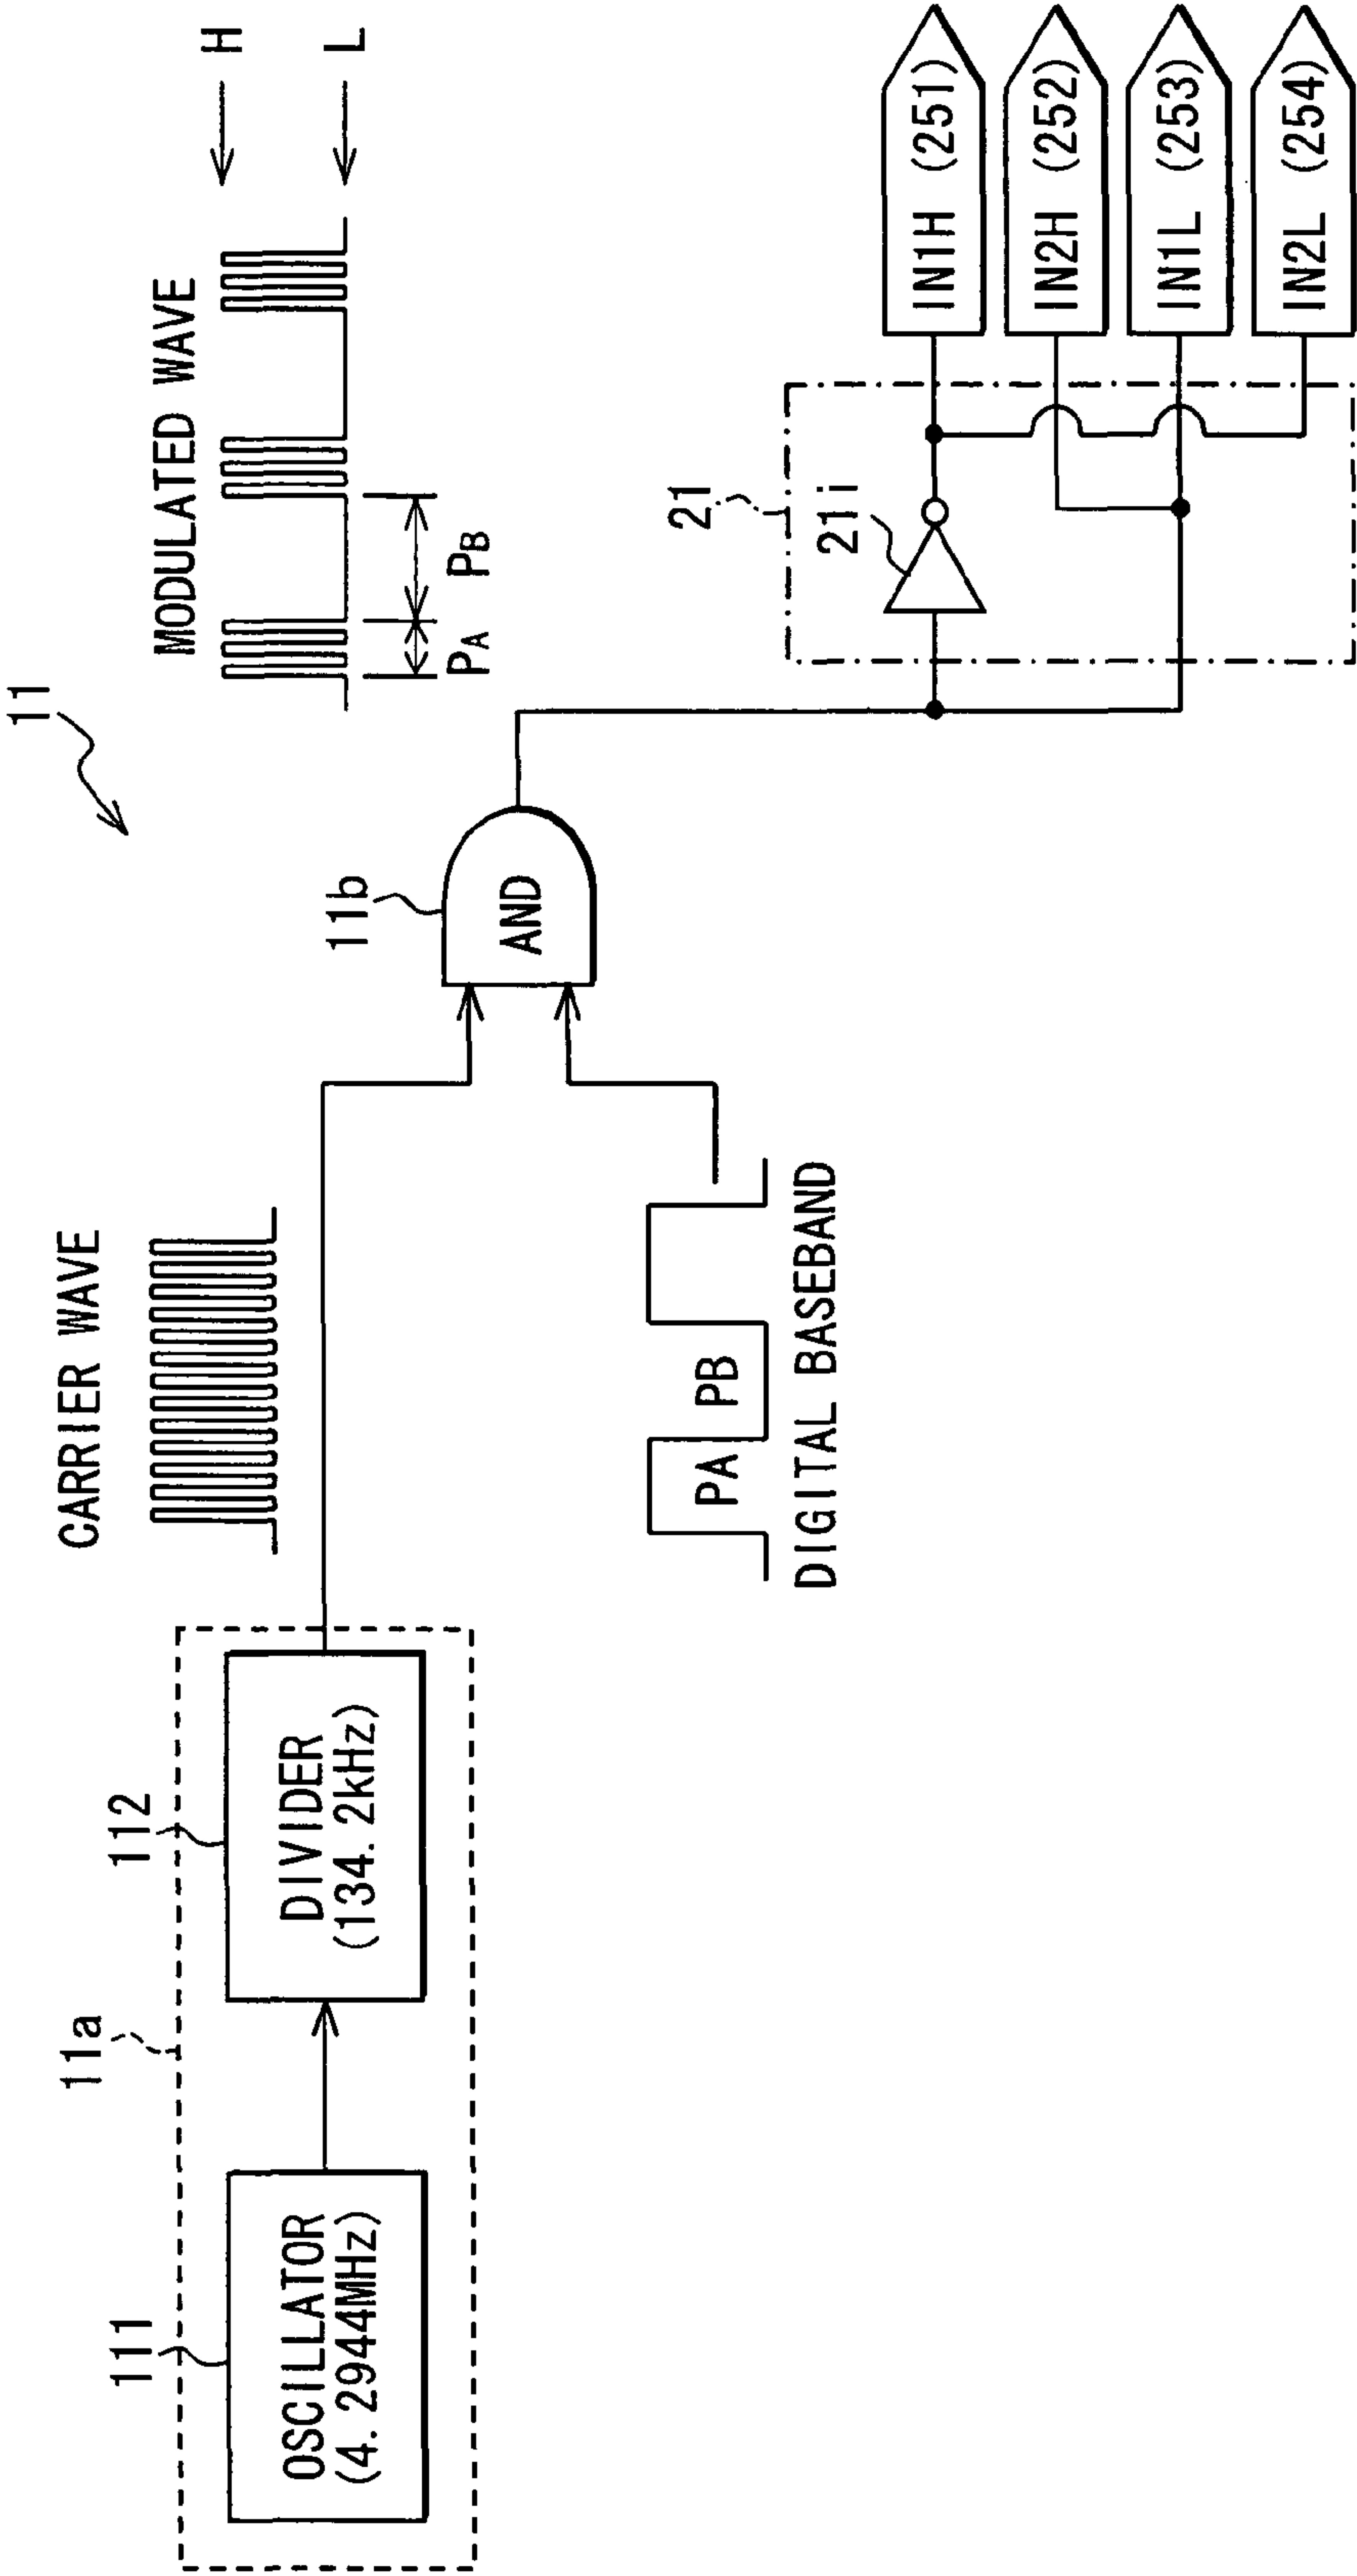 11
CARRIER WAVE
MODULATED WAVE
H
L
PA
PB
11a
111
112
OSCILLATOR
(4. 2944MHz)
DIVIDER
(134. 2kHz)
11b
AND
PA
PB
DIGITAL BASEBAND
21
21i
IN1H (251)
IN2H (252)
IN1L (253)
IN2L (254)